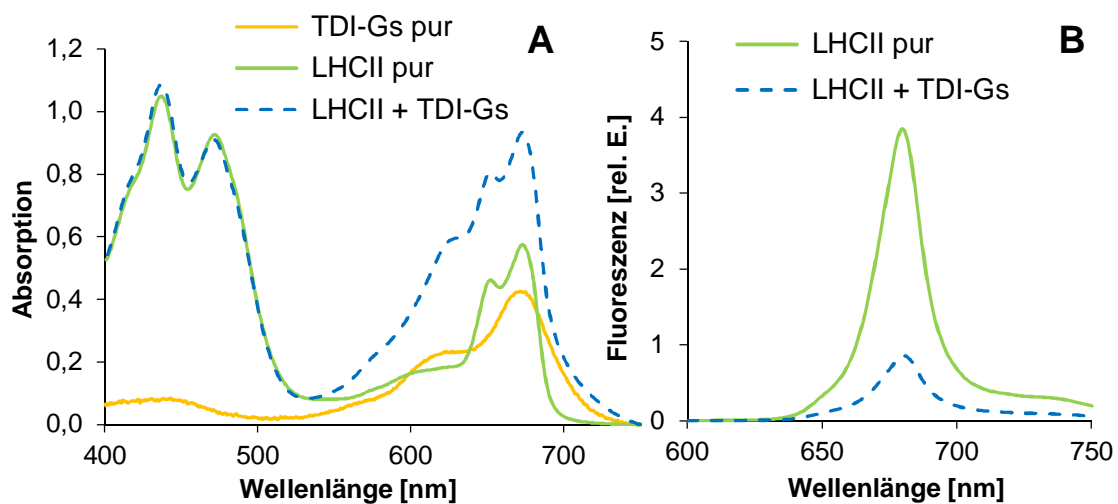 TDI-Gs pur
LHCII pur
LHCII + TDI-Gs
A
1,2
1,0
0,8
0,6
0,4
0,2
0,0
Absorption
400
500
600
700
Wellenlänge [nm]
LHCII pur
LHCII + TDI-Gs
B
5
4
3
2
1
0
Fluoreszenz [rel. E.]
600
650
700
750
Wellenlänge [nm]